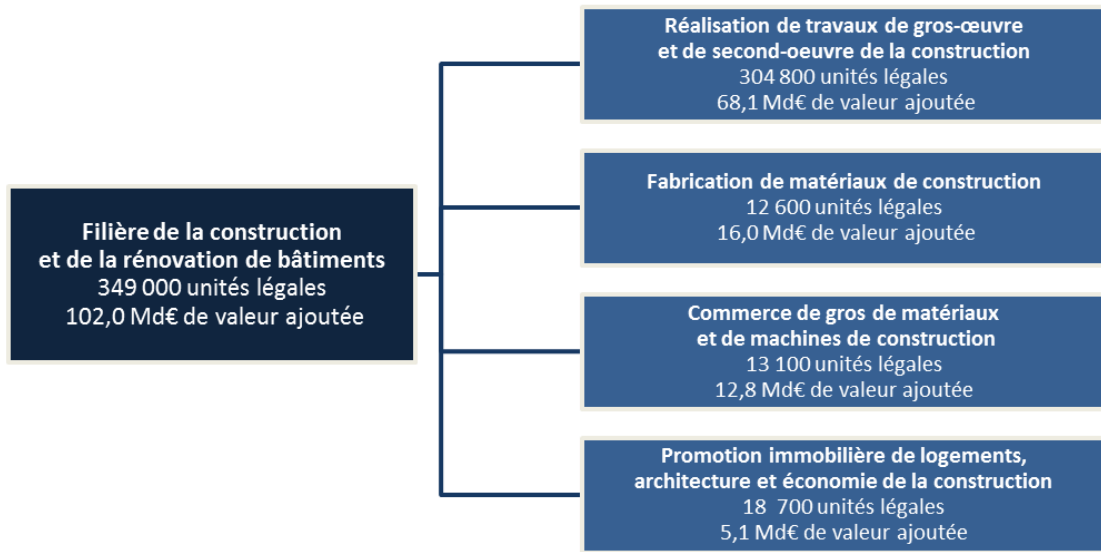 Filière de la construction
et de la rénovation de bâtiments
349 000 unités légales
102,0 Md€ de valeur ajoutée
Réalisation de travaux de gros-œuvre
et de second-oeuvre de la construction
304 800 unités légales
68,1 Md€ de valeur ajoutée
Fabrication de matériaux de construction
12 600 unités légales
16,0 Md€ de valeur ajoutée
Commerce de gros de matériaux
et de machines de construction
13 100 unités légales
12,8 Md€ de valeur ajoutée
Promotion immobilière de logements,
architecture et économie de la construction
18 700 unités légales
5,1 Md€ de valeur ajoutée